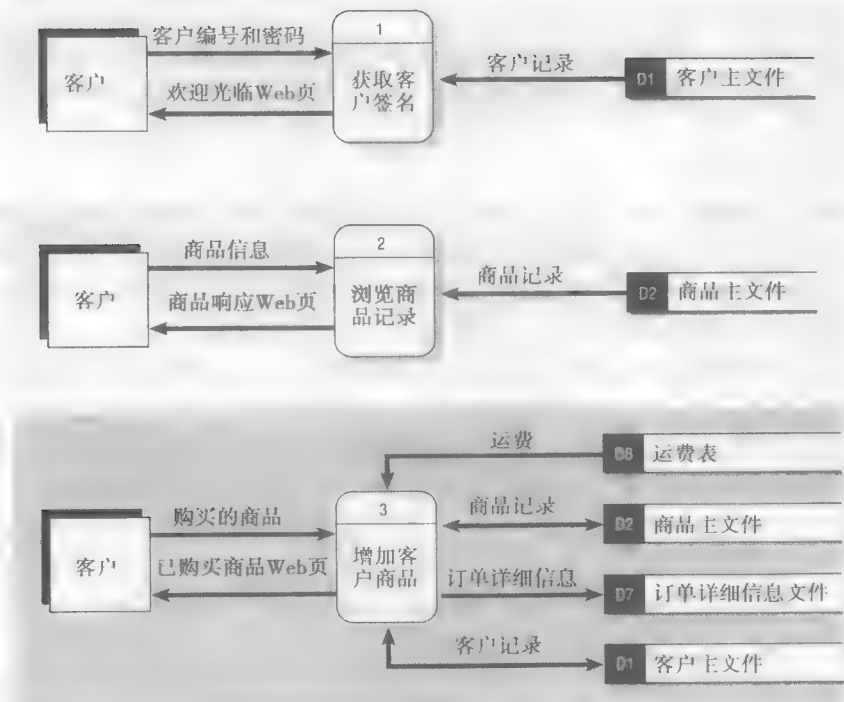 客户编号和密码
1
客户
获取客
户签名
客户记录
D1 客户主文件
欢迎光临Web页
商品信息
2
客户
浏览商
品记录
商品记录
D2 商品主文件
商品响应Web页
运费
D8 运费表
购买的商品
3
商品记录
D2 商品主文件
客户
增加客
户商品
已购买商品Web页
订单详细信息
D7 订单详细信息文件
客户记录
D1 客户主文件